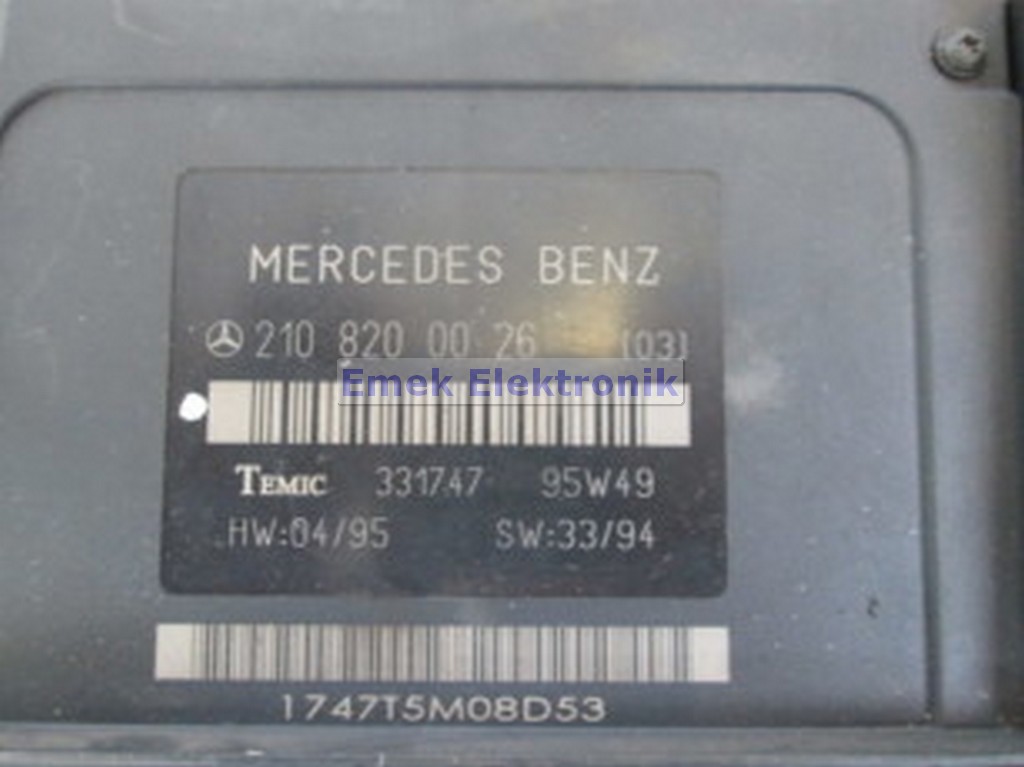 MERCEDES BENZ
210 820 00 26 (03)
Emek Elektronik
TEMIC 331747 95W49
HW:04/95 SW:33/94
1747T5M08D53